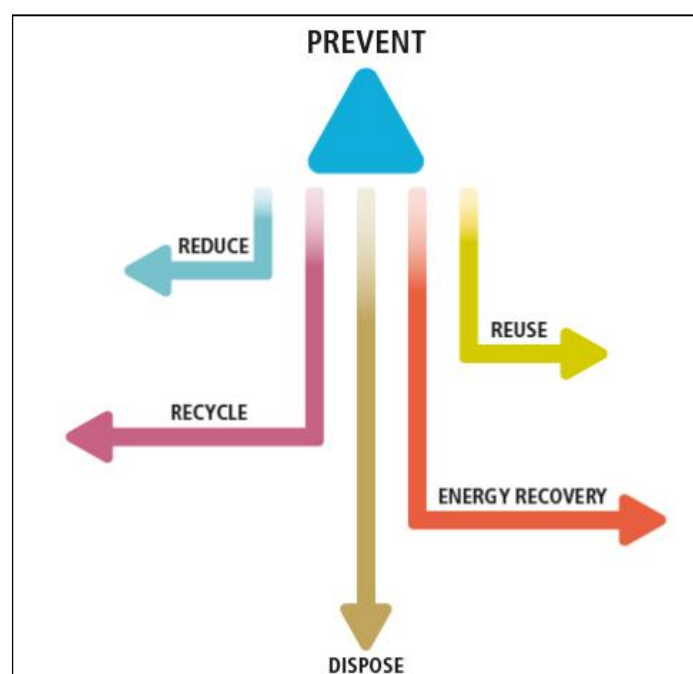 PREVENT
REDUCE
REUSE
RECYCLE
ENERGY RECOVERY
DISPOSE